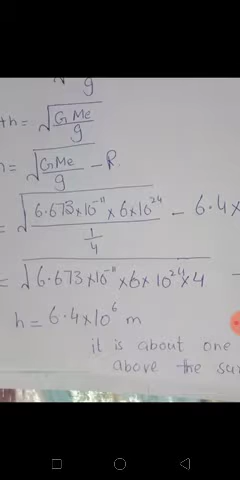 g
+h = √(GMe/g)
h = √(GMe/g) - R
= √(6.673×10⁻¹¹×6×10²⁴ / (1/4)) - 6.4×
= √(6.673×10⁻¹¹×6×10²⁴×4) -
h = 6.4×10⁶ m
it is about one
above the sur